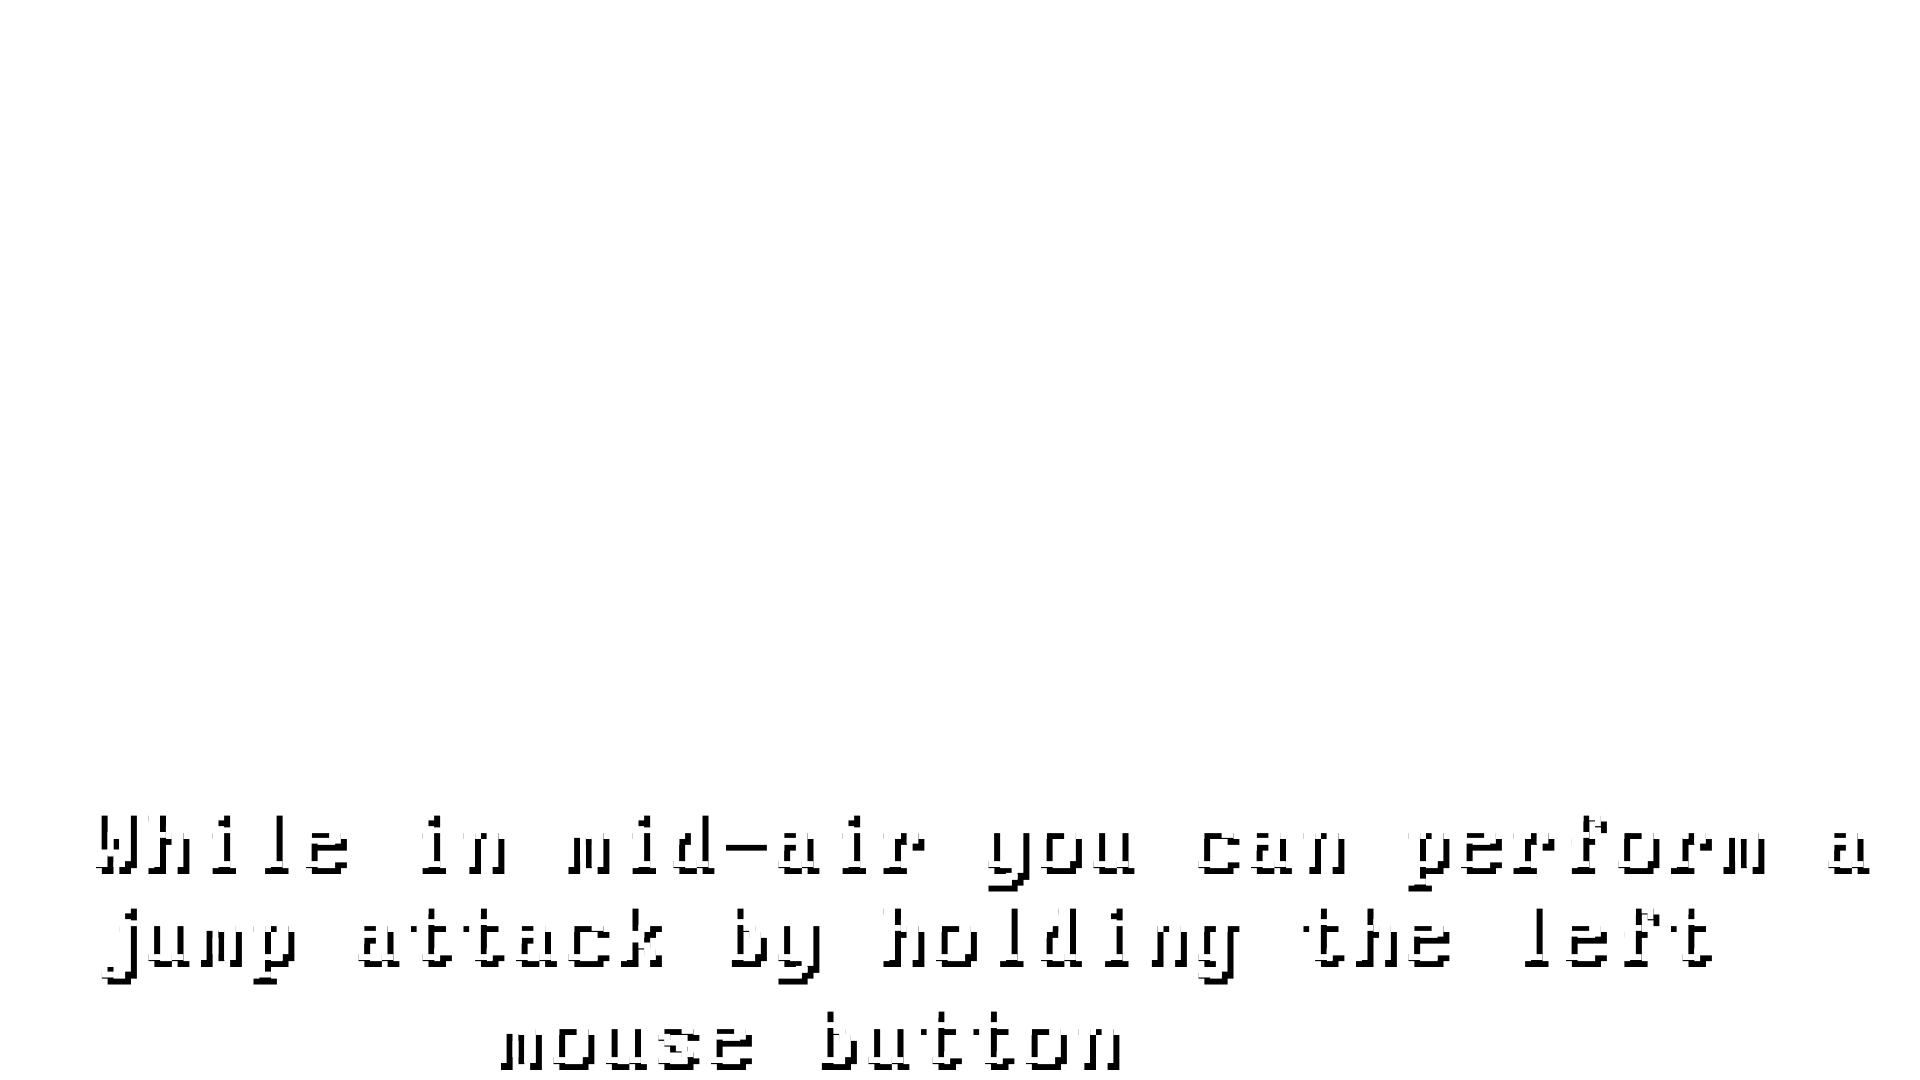 While in mid-air you can perform a
jump attack by holding the left
mouse button